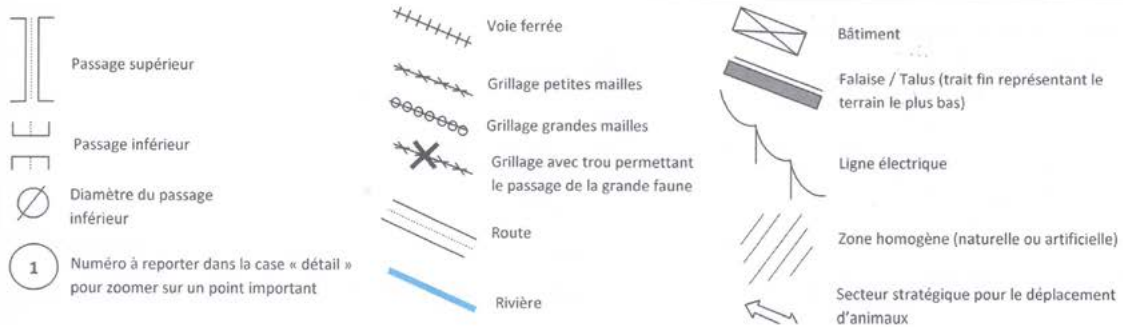 Passage supérieur
Passage inférieur
Diamètre du passage
inférieur
1
Numéro à reporter dans la case « détail »
pour zoomer sur un point important
Voie ferrée
Grillage petites mailles
Grillage grandes mailles
Grillage avec trou permettant
le passage de la grande faune
Route
Rivière
Bâtiment
Falaise / Talus (trait fin représentant le
terrain le plus bas)
Ligne électrique
Zone homogène (naturelle ou artificielle)
Secteur stratégique pour le déplacement
d'animaux